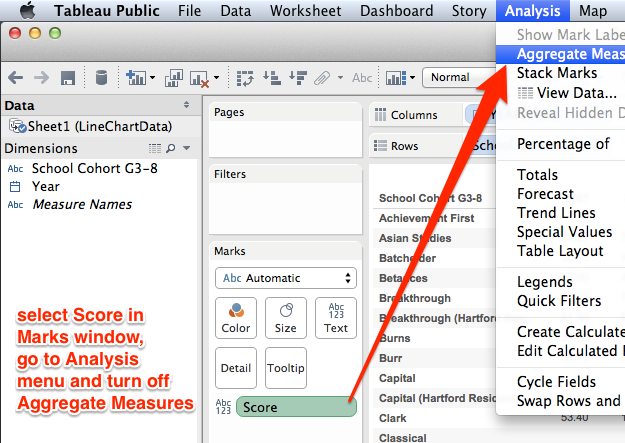 Tableau Public File Data Worksheet Dashboard Story Analysis Map
Show Mark Labe
Aggregate Meas
Stack Marks
View Data...
Reveal Hidden D
Percentage of
Totals
Forecast
Trend Lines
Special Values
Table Layout
Legends
Quick Filters
Create Calculate
Edit Calculated
Cycle Fields
Swap Rows and
Abc
Normal
Data
Sheet1 (LineChartData)
Dimensions
Abc School Cohort G3-8
Year
Abc Measure Names
select Score in
Marks window,
go to Analysis
menu and turn off
Aggregate Measures
Pages
Filters
Marks
Abc Automatic
Color
Size
Abc
123
Text
Detail
Tooltip
Abc
123
Score
Columns
Rows
School Cohort G3-8
Achievement First
Asian Studies
Batchelder
Betances
Breakthrough
Breakthrough (Hartford
Burns
Burr
Capital
Capital (Hartford Resid
Clark 53.40
Classical